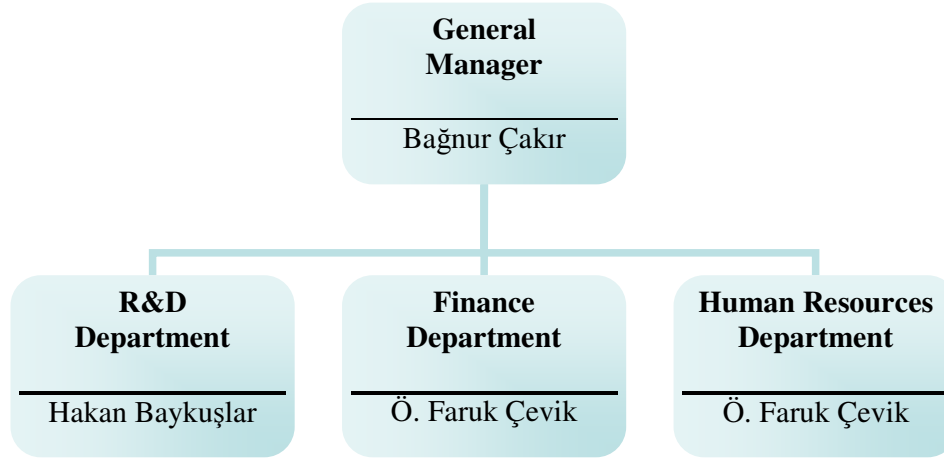 General
Manager
Bağnur Çakır
R&D
Department
Hakan Baykuşlar
Finance
Department
Ö. Faruk Çevik
Human Resources
Department
Ö. Faruk Çevik